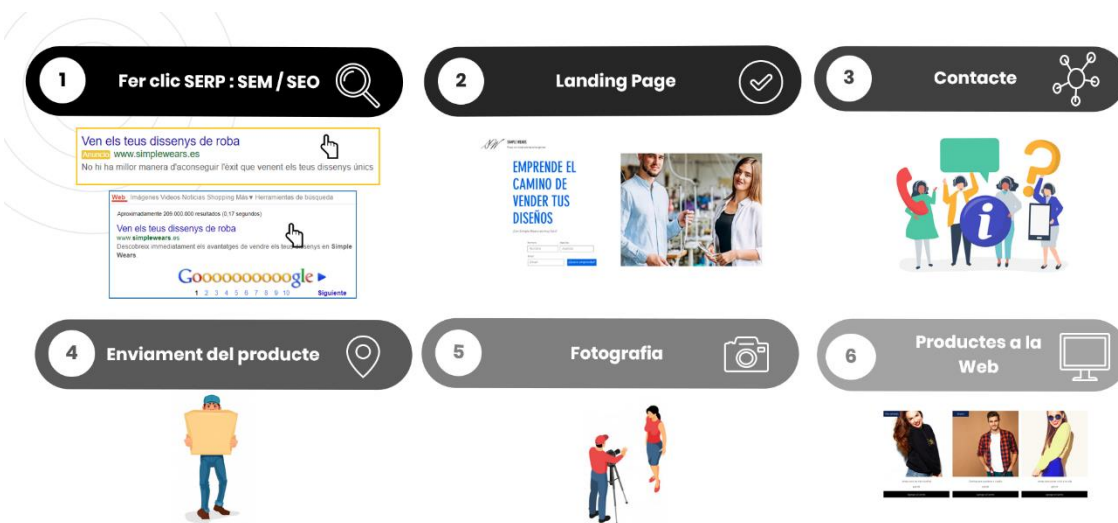 1
Fer clic SERP : SEM / SEO
2
Landing Page
3
Contacte
Ven els teus dissenys de roba
Anuncio www.simplewears.es
No hi ha millor manera d'aconseguir l'èxit que venent els teus dissenys únics
Web Imágenes Vídeos Noticias Shopping Más ▾ Herramientas de búsqueda
Aproximadamente 206 000.000 resultados (0,17 segundos)
Ven els teus dissenys de roba
www.simplewears.es
Descobreix immediatament els avantatges de vendre els teus dissenys en Simple
Wears
Goooooooooogle
1 2 3 4 5 6 7 8 9 10 Siguiente
SIMPLE WEARS
EMPRENDE EL
CAMINO DE
VENDER TUS
DISEÑOS
4
Enviament del producte
5
Fotografia
6
Productes a la
Web